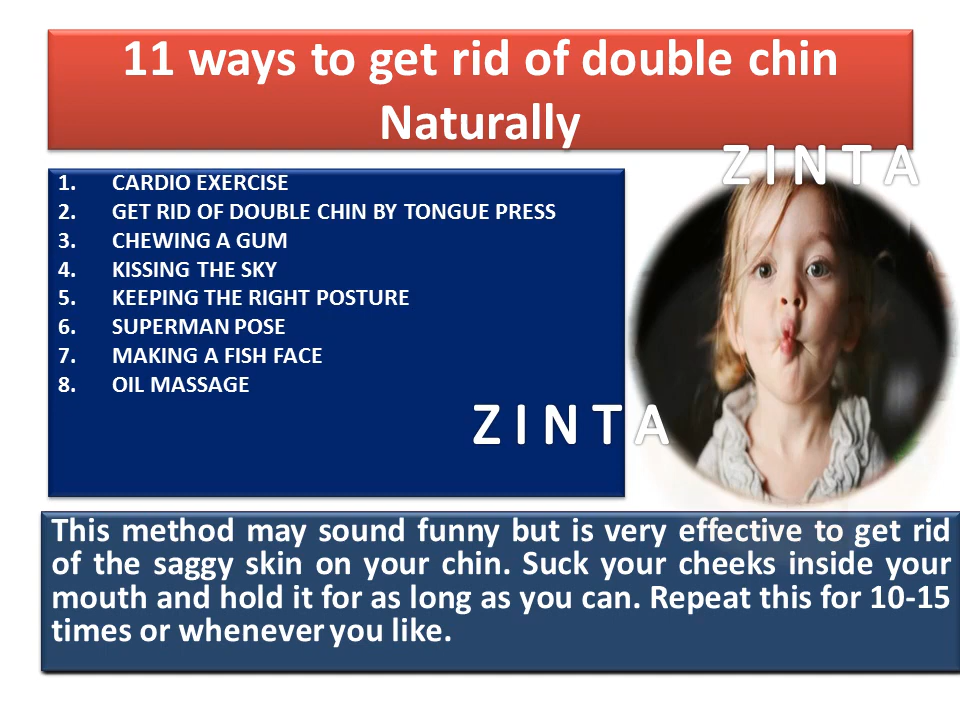 11 ways to get rid of double chin
Naturally
ZINTA
1. CARDIO EXERCISE
2. GET RID OF DOUBLE CHIN BY TONGUE PRESS
3. CHEWING A GUM
4. KISSING THE SKY
5. KEEPING THE RIGHT POSTURE
6. SUPERMAN POSE
7. MAKING A FISH FACE
8. OIL MASSAGE
ZINTA
This method may sound funny but is very effective to get rid
of the saggy skin on your chin. Suck your cheeks inside your
mouth and hold it for as long as you can. Repeat this for 10-15
times or whenever you like.